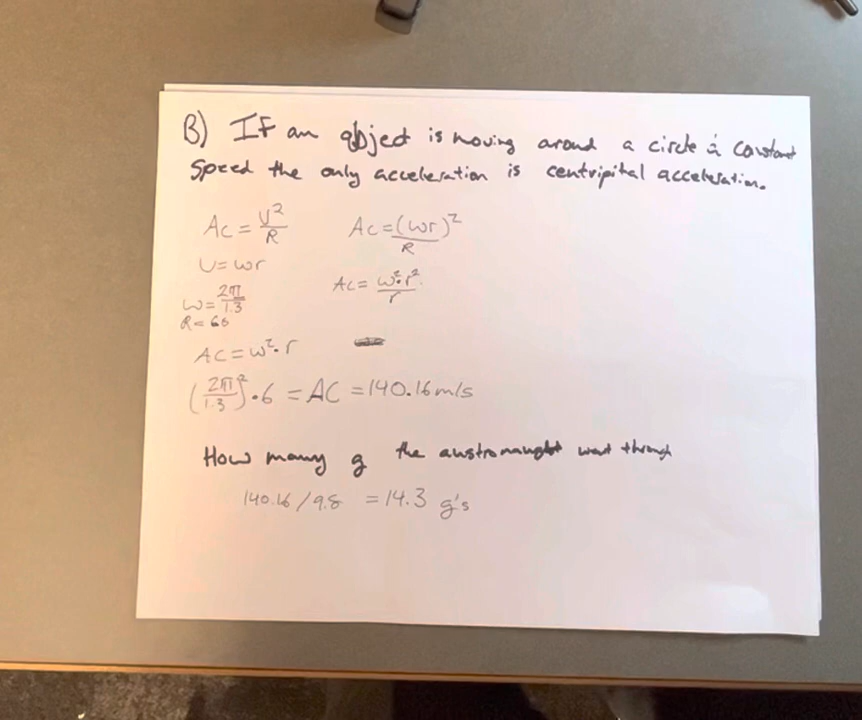 B) If an object is moving around a circle à constant
speed the only acceleration is centripital acceleration.
Ac = V²/R
Ac = (ωr)²/R
U = ωr
Ac = ω²·r²/r
ω = 2π/1.3
R = 66
AC = ω²·r
(2π/1.3)²·6 = AC = 140.16 m/s
How many g the austronaught went through
140.16 / 9.8 = 14.3 g's